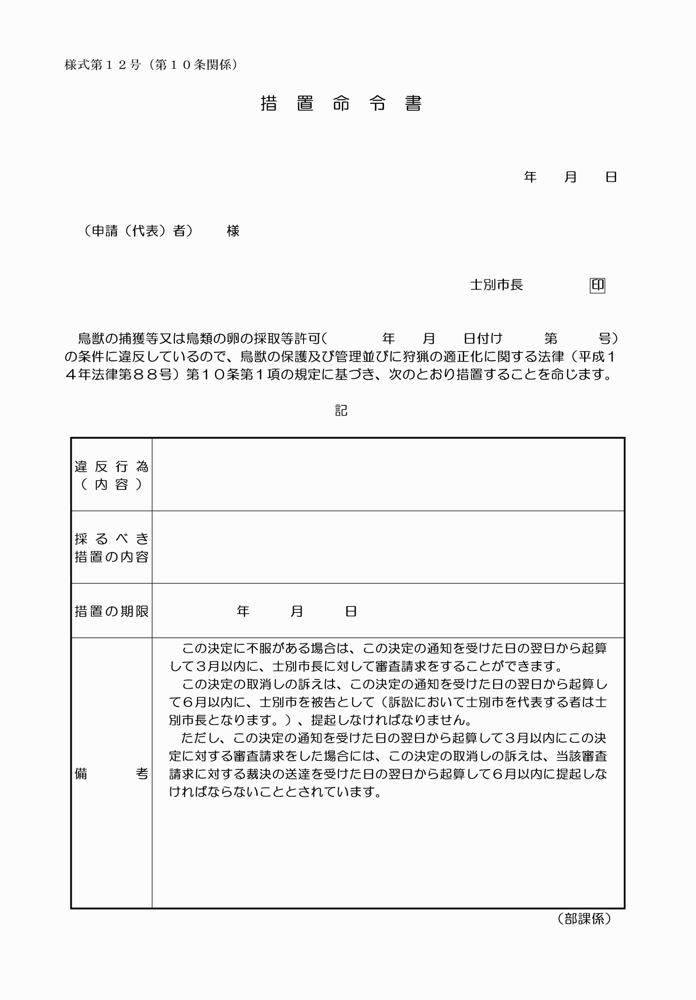 様式第１２号（第１０条関係）
措　置　命　令　書
年　　月　　日
（申請（代表）者）　　様
士別市長　　　　　印
　鳥獣の捕獲等又は鳥類の卵の採取等許可（　　　　年　　月　　日付け　　　第　　　号）
の条件に違反しているので、鳥獣の保護及び管理並びに狩猟の適正化に関する法律（平成１
４年法律第８８号）第１０条第１項の規定に基づき、次のとおり措置することを命じます。
記
違反行為
（内容）
採るべき
措置の内容
措置の期限　　　　　　年　　　月　　　日
備　　　考
　この決定に不服がある場合は、この決定の通知を受けた日の翌日から起算
して３月以内に、士別市長に対して審査請求をすることができます。
　この決定の取消しの訴えは、この決定の通知を受けた日の翌日から起算し
て６月以内に、士別市を被告として（訴訟において士別市を代表する者は士
別市長となります。）、提起しなければなりません。
　ただし、この決定の通知を受けた日の翌日から起算して３月以内にこの決
定に対する審査請求をした場合には、この決定の取消しの訴えは、当該審査
請求に対する裁決の送達を受けた日の翌日から起算して６月以内に提起しな
ければならないこととされています。
（部課係）